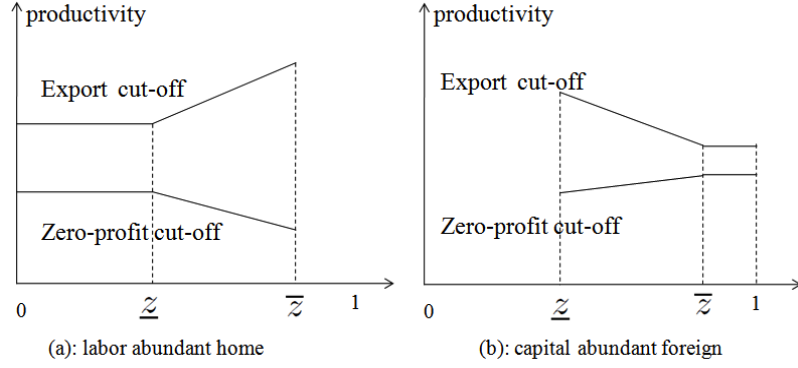 productivity
Export cut-off
Zero-profit cut-off
0
z
z̅
1
(a): labor abundant home
productivity
Export cut-off
Zero-profit cut-off
0
z
z̅
1
(b): capital abundant foreign